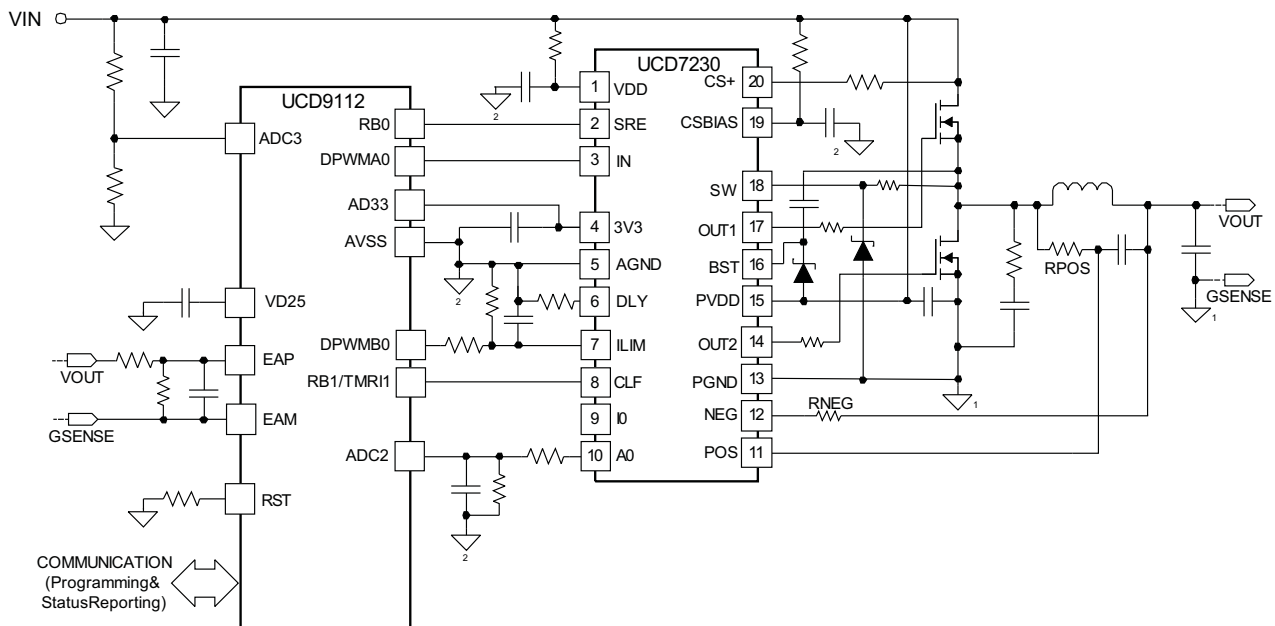 VIN
UCD7230
UCD9112
1
VDD
CS+
20
2
RB0
2
SRE
CSBIAS
19
ADC3
2
DPWMA0
3
IN
SW
18
AD33
4
3V3
OUT1
17
VOUT
AVSS
5
AGND
BST
16
RPOS
2
6
DLY
PVDD
15
GSENSE
VD25
1
DPWMB0
7
ILIM
OUT2
14
EAP
VOUT
RB1/TMRI1
8
CLF
PGND
13
1
RNEG
9
I0
NEG
12
EAM
GSENSE
ADC2
10
A0
POS
11
RST
2
COMMUNICATION
(Programming&
StatusReporting)